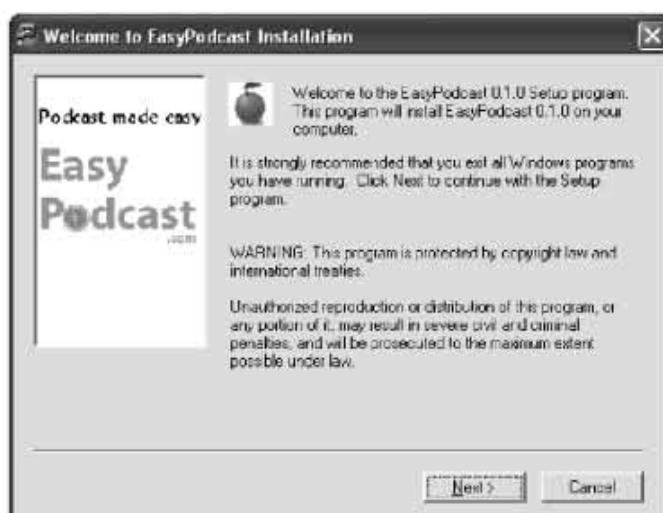 Welcome to EasyPodcast Installation
Podcast made easy
Easy
Podcast
.com
Welcome to the EasyPodcast 0.1.0 Setup program.
This program will install EasyPodcast 0.1.0 on your
computer.
It is strongly recommended that you exit all Windows programs
you have running. Click Next to continue with the Setup
program.
WARNING: This program is protected by copyright law and
international treaties.
Unauthorized reproduction or distribution of this program, or
any portion of it, may result in severe civil and criminal
penalties, and will be prosecuted to the maximum extent
possible under law.
Next >
Cancel